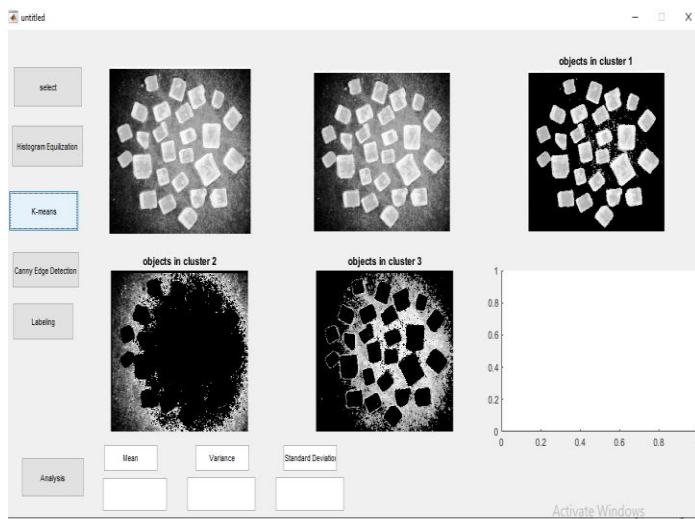 untitled
objects in cluster 1
select
Histogram Equilization
K-means
objects in cluster 2
objects in cluster 3
Canny Edge Detection
Labeling
1
0.8
0.6
0.4
0.2
0
0 0.2 0.4 0.6 0.8
Mean
Variance
Standard Deviatior
Analysis
Activate Windows